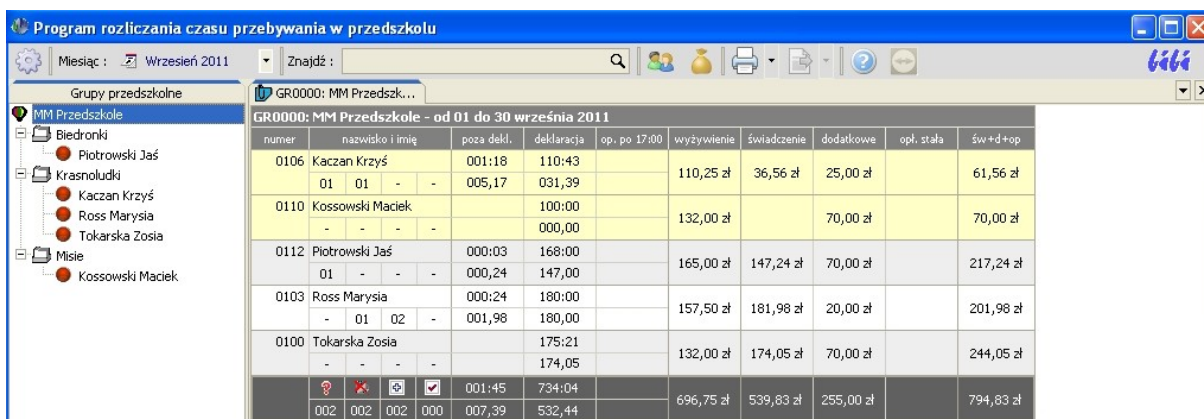 Program rozliczania czasu przebywania w przedszkolu
Miesiąc : Wrzesień 2011 Znajdź : bibi
Grupy przedszkolne GR0000: MM Przedszk...
MM Przedszkole
Biedronki
Piotrowski Jaś
Krasnoludki
Kaczan Krzyś
Ross Marysia
Tokarska Zosia
Misie
Kossowski Maciek
GR0000: MM Przedszkole - od 01 do 30 września 2011
numer nazwisko i imię poza dekl. deklaracja op. po 17:00 wyżywienie świadczenie dodatkowe opł. stała św+d+op
0106 Kaczan Krzyś 001:18 110:43
110,25 zł 36,56 zł 25,00 zł 61,56 zł
01 01 - - 005,17 031,39
0110 Kossowski Maciek 100:00
132,00 zł 70,00 zł 70,00 zł
- - - - 000,00
0112 Piotrowski Jaś 000:03 168:00
165,00 zł 147,24 zł 70,00 zł 217,24 zł
01 - - - 000,24 147,00
0103 Ross Marysia 000:24 180:00
157,50 zł 181,98 zł 20,00 zł 201,98 zł
- 01 02 - 001,98 180,00
0100 Tokarska Zosia 175:21
132,00 zł 174,05 zł 70,00 zł 244,05 zł
- - - - 174,05
001:45 734:04
696,75 zł 539,83 zł 255,00 zł 794,83 zł
002 002 002 000 007,39 532,44